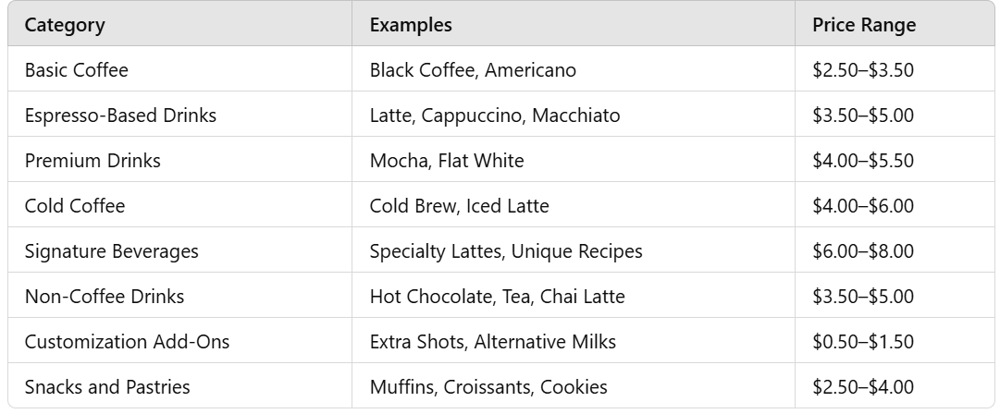 Category Examples Price Range
Basic Coffee Black Coffee, Americano $2.50–$3.50
Espresso-Based Drinks Latte, Cappuccino, Macchiato $3.50–$5.00
Premium Drinks Mocha, Flat White $4.00–$5.50
Cold Coffee Cold Brew, Iced Latte $4.00–$6.00
Signature Beverages Specialty Lattes, Unique Recipes $6.00–$8.00
Non-Coffee Drinks Hot Chocolate, Tea, Chai Latte $3.50–$5.00
Customization Add-Ons Extra Shots, Alternative Milks $0.50–$1.50
Snacks and Pastries Muffins, Croissants, Cookies $2.50–$4.00